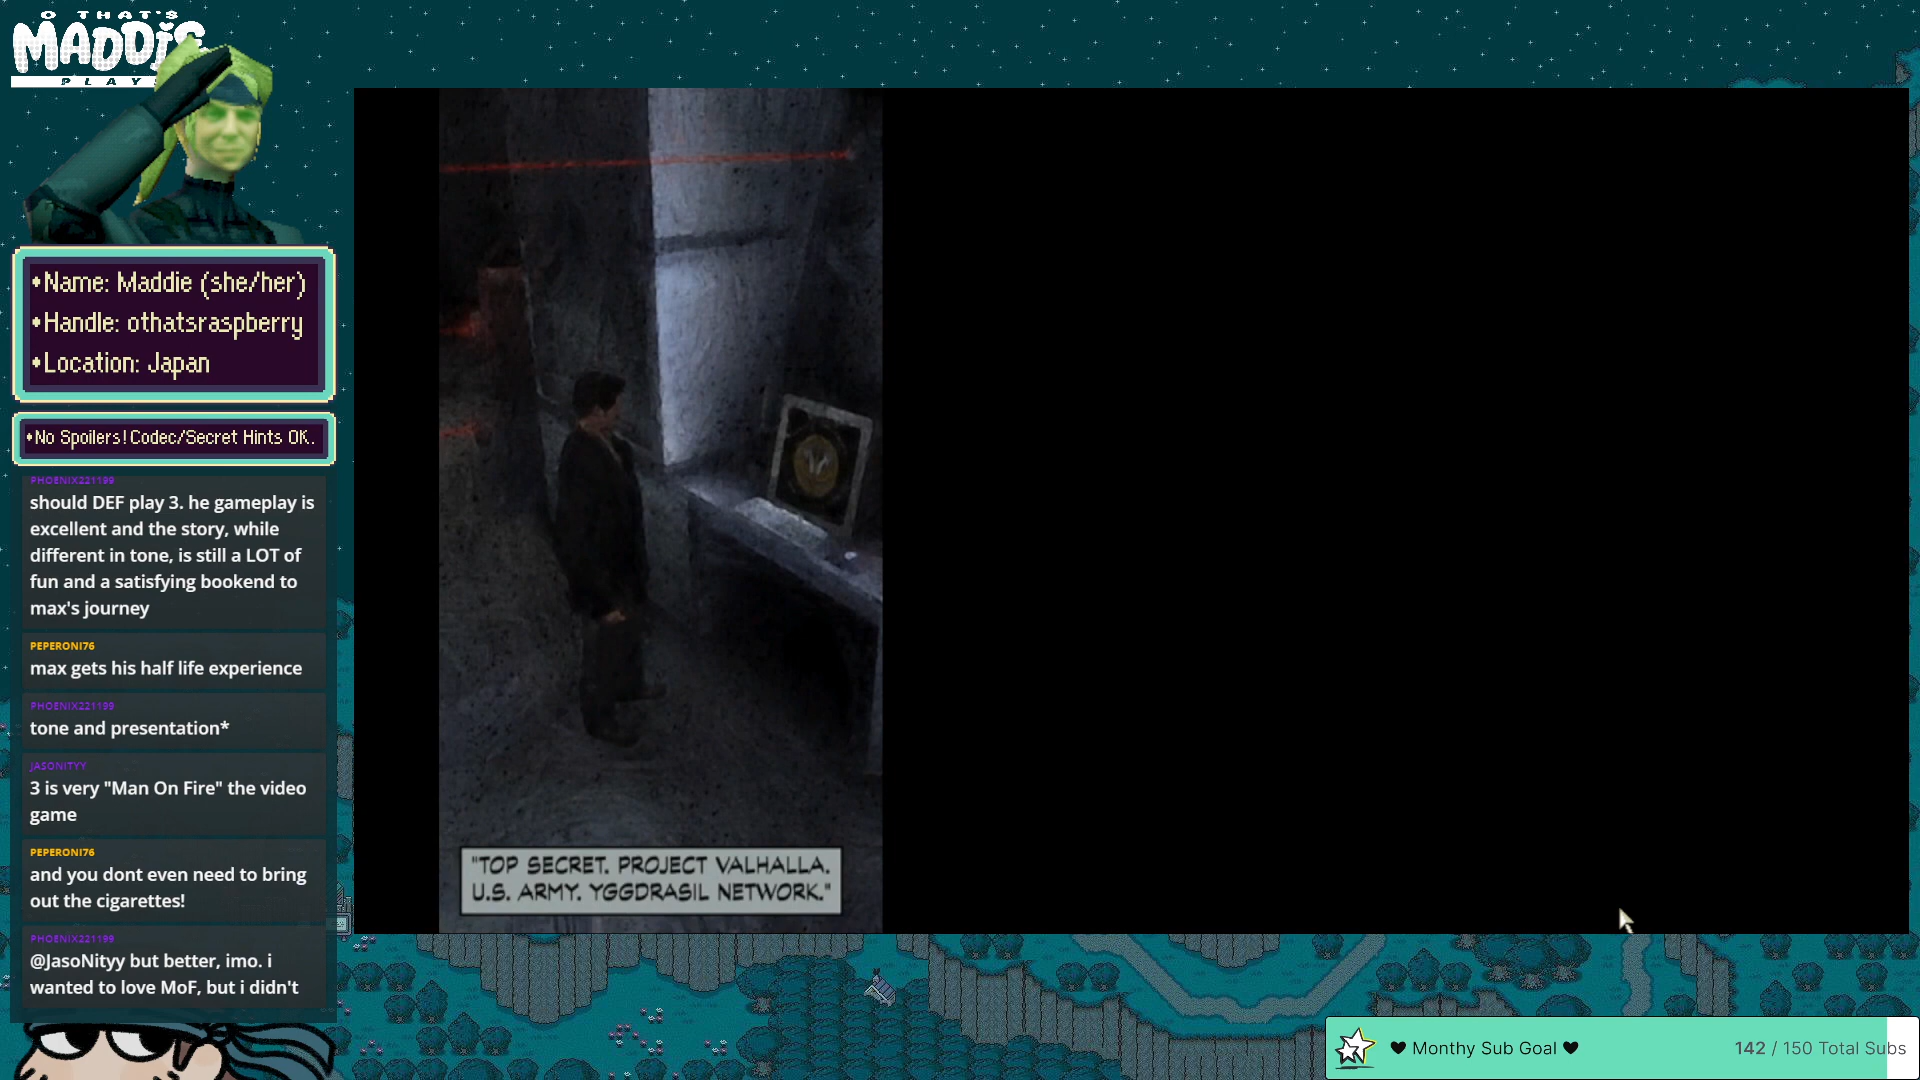 O THAT'S
MADDIE
PLAY
•Name: Maddie (she/her)
•Handle: othatsraspberry
•Location: Japan
•No Spoilers! Codec/Secret Hints OK.
PHOENIX221199
should DEF play 3. he gameplay is
excellent and the story, while
different in tone, is still a LOT of
fun and a satisfying bookend to
max's journey
PEPERONI76
max gets his half life experience
PHOENIX221199
tone and presentation*
JASONITYY
3 is very "Man On Fire" the video
game
PEPERONI76
and you dont even need to bring
out the cigarettes!
PHOENIX221199
@JasoNityy but better, imo. i
wanted to love MoF, but i didn't
"TOP SECRET. PROJECT VALHALLA.
U.S. ARMY. YGGDRASIL NETWORK."
♥ Monthy Sub Goal ♥
142 / 150 Total Subs